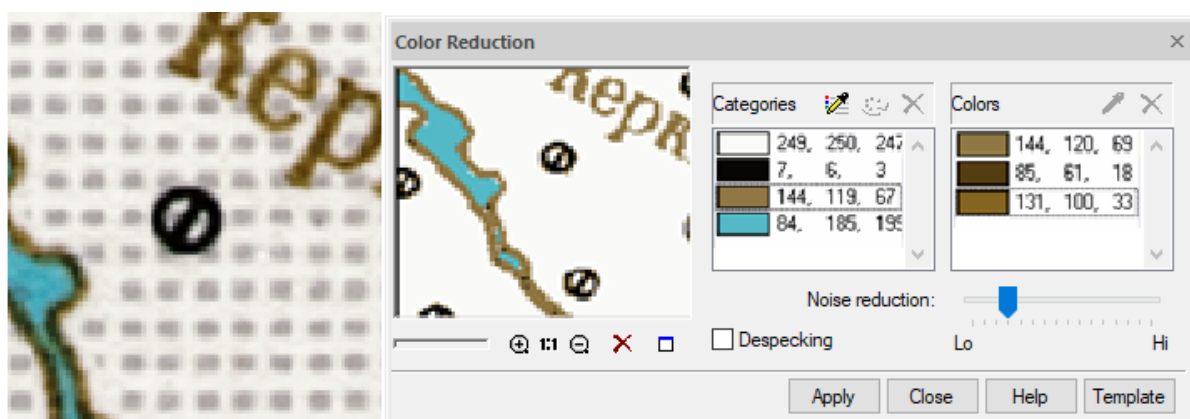 Кер
Color Reduction
Керк
Categories
Colors
249, 250, 247
7, 6, 3
144, 119, 67
84, 185, 195
144, 120, 69
85, 61, 18
131, 100, 33
Noise reduction:
1:1
Despecking
Lo
Hi
Apply
Close
Help
Template